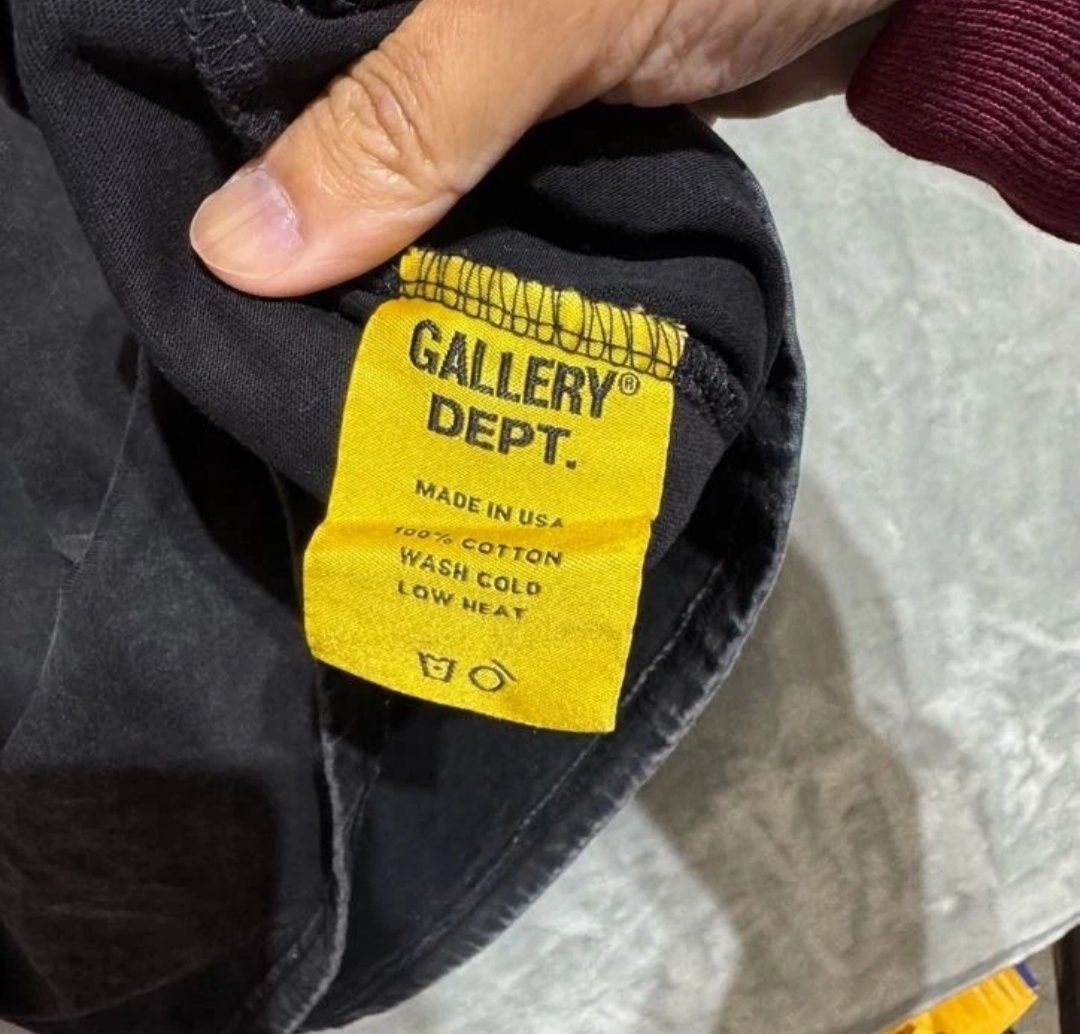 GALLERY®
DEPT.
MADE IN USA
100% COTTON
WASH COLD
LOW HEAT